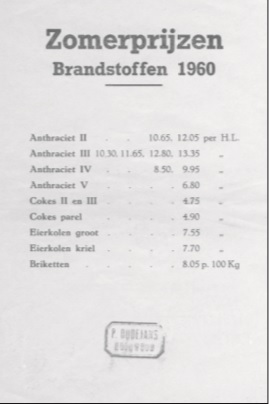 Zomerprijzen
Brandstoffen 1960
Anthraciet II . . 10.65, 12.05 per H.L.
Anthraciet III 10.30, 11.65, 12.80, 13.35 „
Anthraciet IV . . 8.50, 9.95 „
Anthraciet V . . . . 6.80 „
Cokes II en III . . . . 4.75 „
Cokes parel . . . . 4.90 „
Eierkolen groot . . . . 7.55 „
Eierkolen kriel . . . . 7.70 „
Briketten . . . . . 8.05 p. 100 Kg
P. OUDEJANS